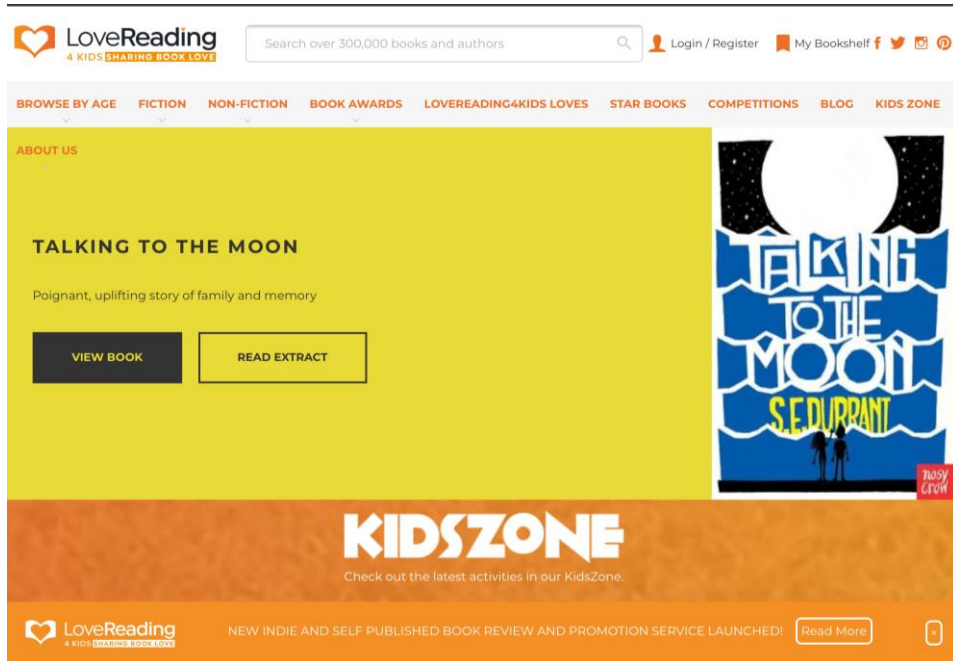 LoveReading
4 KIDS SHARING BOOK LOVE
Search over 300,000 books and authors
Login / Register
My Bookshelf
BROWSE BY AGE FICTION NON-FICTION BOOK AWARDS LOVEREADING4KIDS LOVES STAR BOOKS COMPETITIONS BLOG KIDS ZONE
ABOUT US
TALKING TO THE MOON
Poignant, uplifting story of family and memory
VIEW BOOK READ EXTRACT
TALKING
TO THE
MOON
S.E. DURRANT
nosy
crow
KIDSZONE
Check out the latest activities in our KidsZone.
LoveReading
4 KIDS SHARING BOOK LOVE
NEW INDIE AND SELF PUBLISHED BOOK REVIEW AND PROMOTION SERVICE LAUNCHED! Read More